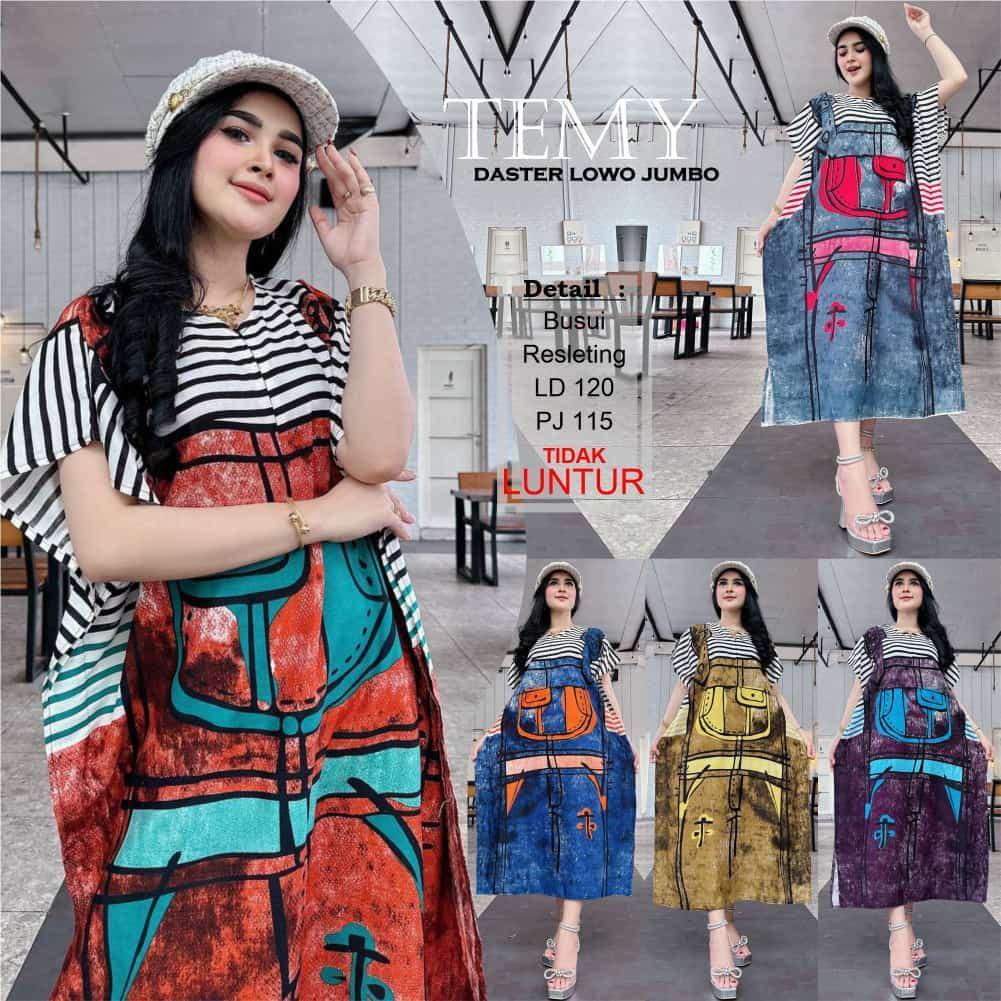 TEMY
DASTER LOWO JUMBO
Detail :
Busui
Resleting
LD 120
PJ 115
TIDAK
LUNTUR